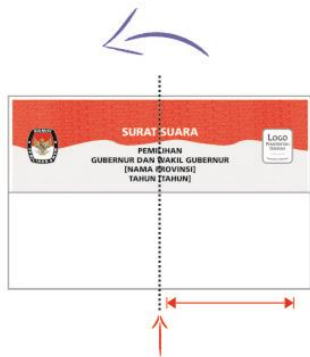 SURAT SUARA
PEMILIHAN
GUBERNUR DAN WAKIL GUBERNUR
[NAMA PROVINSI]
TAHUN [TAHUN]
LOGO